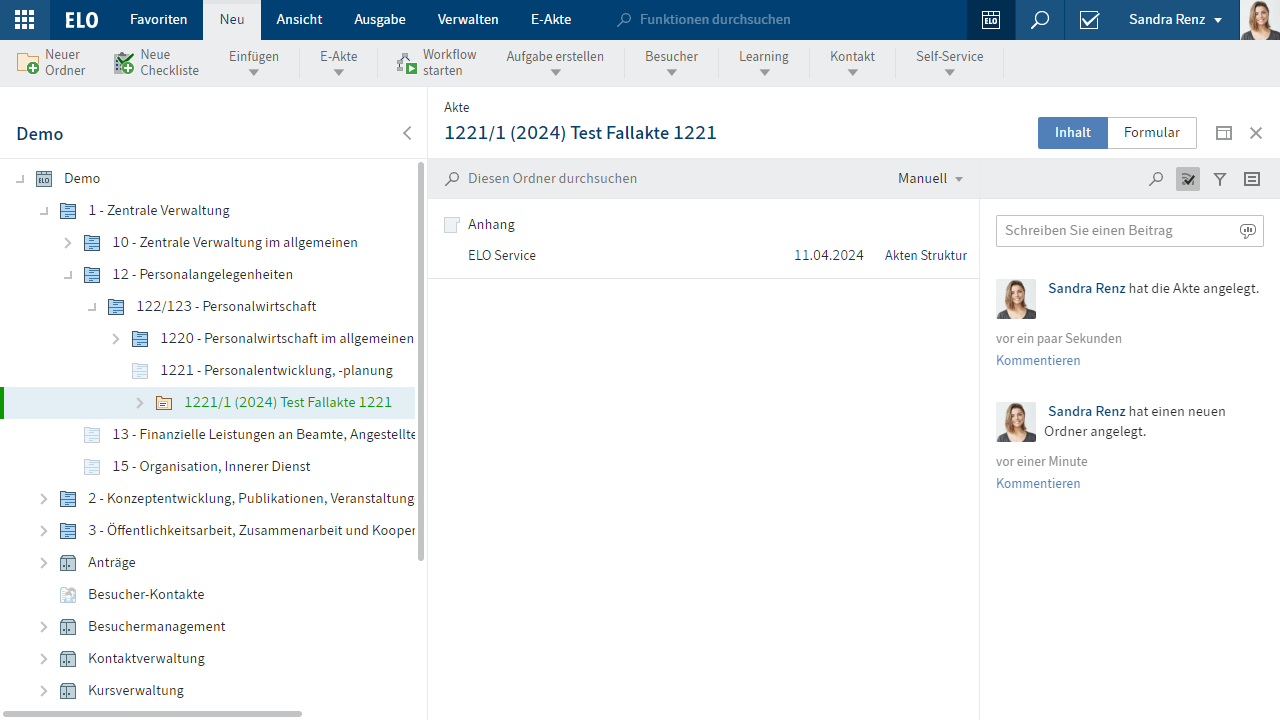 ELO
Favoriten
Neu
Ansicht
Ausgabe
Verwalten
E-Akte
Funktionen durchsuchen
ELO
Sandra Renz
Neuer
Ordner
Neue
Checkliste
Einfügen
E-Akte
Workflow
starten
Aufgabe erstellen
Besucher
Learning
Kontakt
Self-Service
Demo
Akte
1221/1 (2024) Test Fallakte 1221
Inhalt
Formular
ELO
Demo
1 - Zentrale Verwaltung
10 - Zentrale Verwaltung im allgemeinen
12 - Personalangelegenheiten
122/123 - Personalwirtschaft
1220 - Personalwirtschaft im allgemeinen
1221 - Personalentwicklung, -planung
1221/1 (2024) Test Fallakte 1221
13 - Finanzielle Leistungen an Beamte, Angestellte
15 - Organisation, Innerer Dienst
2 - Konzeptentwicklung, Publikationen, Veranstaltung
3 - Öffentlichkeitsarbeit, Zusammenarbeit und Kooper
Anträge
Besucher-Kontakte
Besuchermanagement
Kontaktverwaltung
Kursverwaltung
Diesen Ordner durchsuchen
Manuell
Anhang
ELO Service
11.04.2024
Akten Struktur
Schreiben Sie einen Beitrag
Sandra Renz hat die Akte angelegt.
vor ein paar Sekunden
Kommentieren
Sandra Renz hat einen neuen
Ordner angelegt.
vor einer Minute
Kommentieren